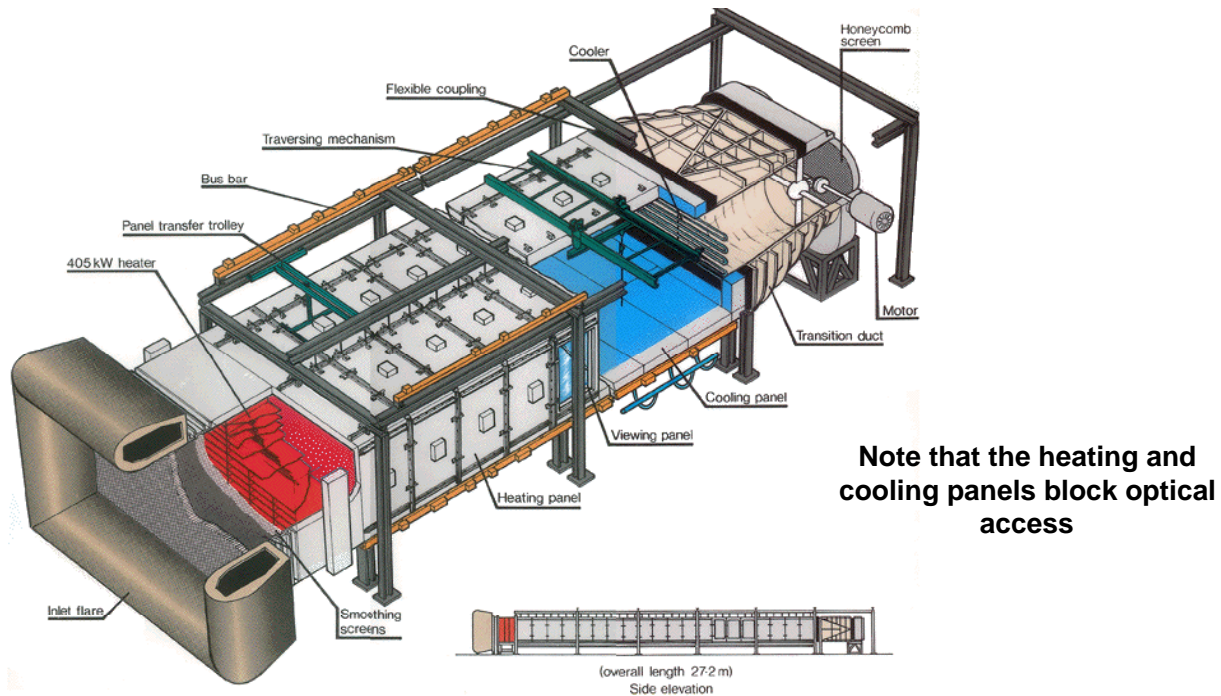 Honeycomb
screen
Cooler
Flexible coupling
Traversing mechanism
Bus bar
Panel transfer trolley
405 kW heater
Motor
Transition duct
Cooling panel
Viewing panel
Heating panel
Note that the heating and
cooling panels block optical
access
Inlet flare
Smoothing
screens
(overall length 27·2 m)
Side elevation